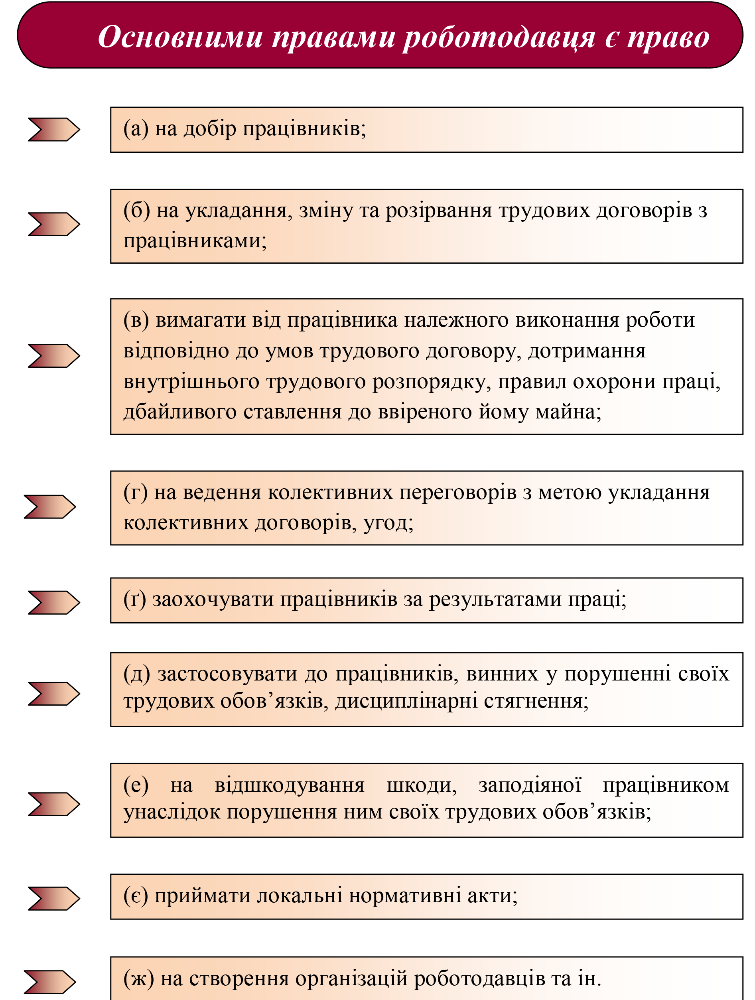 Основними правами роботодавця є право
(а) на добір працівників;
(б) на укладання, зміну та розірвання трудових договорів з
працівниками;
(в) вимагати від працівника належного виконання роботи
відповідно до умов трудового договору, дотримання
внутрішнього трудового розпорядку, правил охорони праці,
дбайливого ставлення до ввіреного йому майна;
(г) на ведення колективних переговорів з метою укладання
колективних договорів, угод;
(ґ) заохочувати працівників за результатами праці;
(д) застосовувати до працівників, винних у порушенні своїх
трудових обов’язків, дисциплінарні стягнення;
(е) на відшкодування шкоди, заподіяної працівником
унаслідок порушення ним своїх трудових обов’язків;
(є) приймати локальні нормативні акти;
(ж) на створення організацій роботодавців та ін.